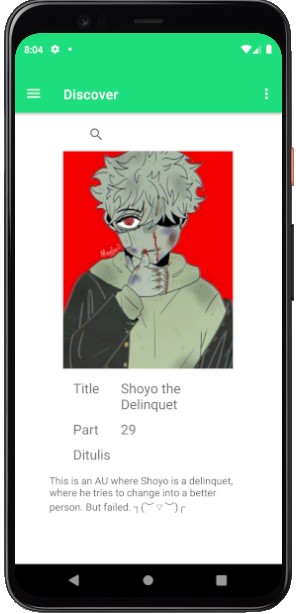 8:04
Discover
Title Shoyo the
Delinquet
Part 29
Ditulis
This is an AU where Shoyo is a delinquet,
where he tries to change into a better
person. But failed. ┐(︶▽︶)┌